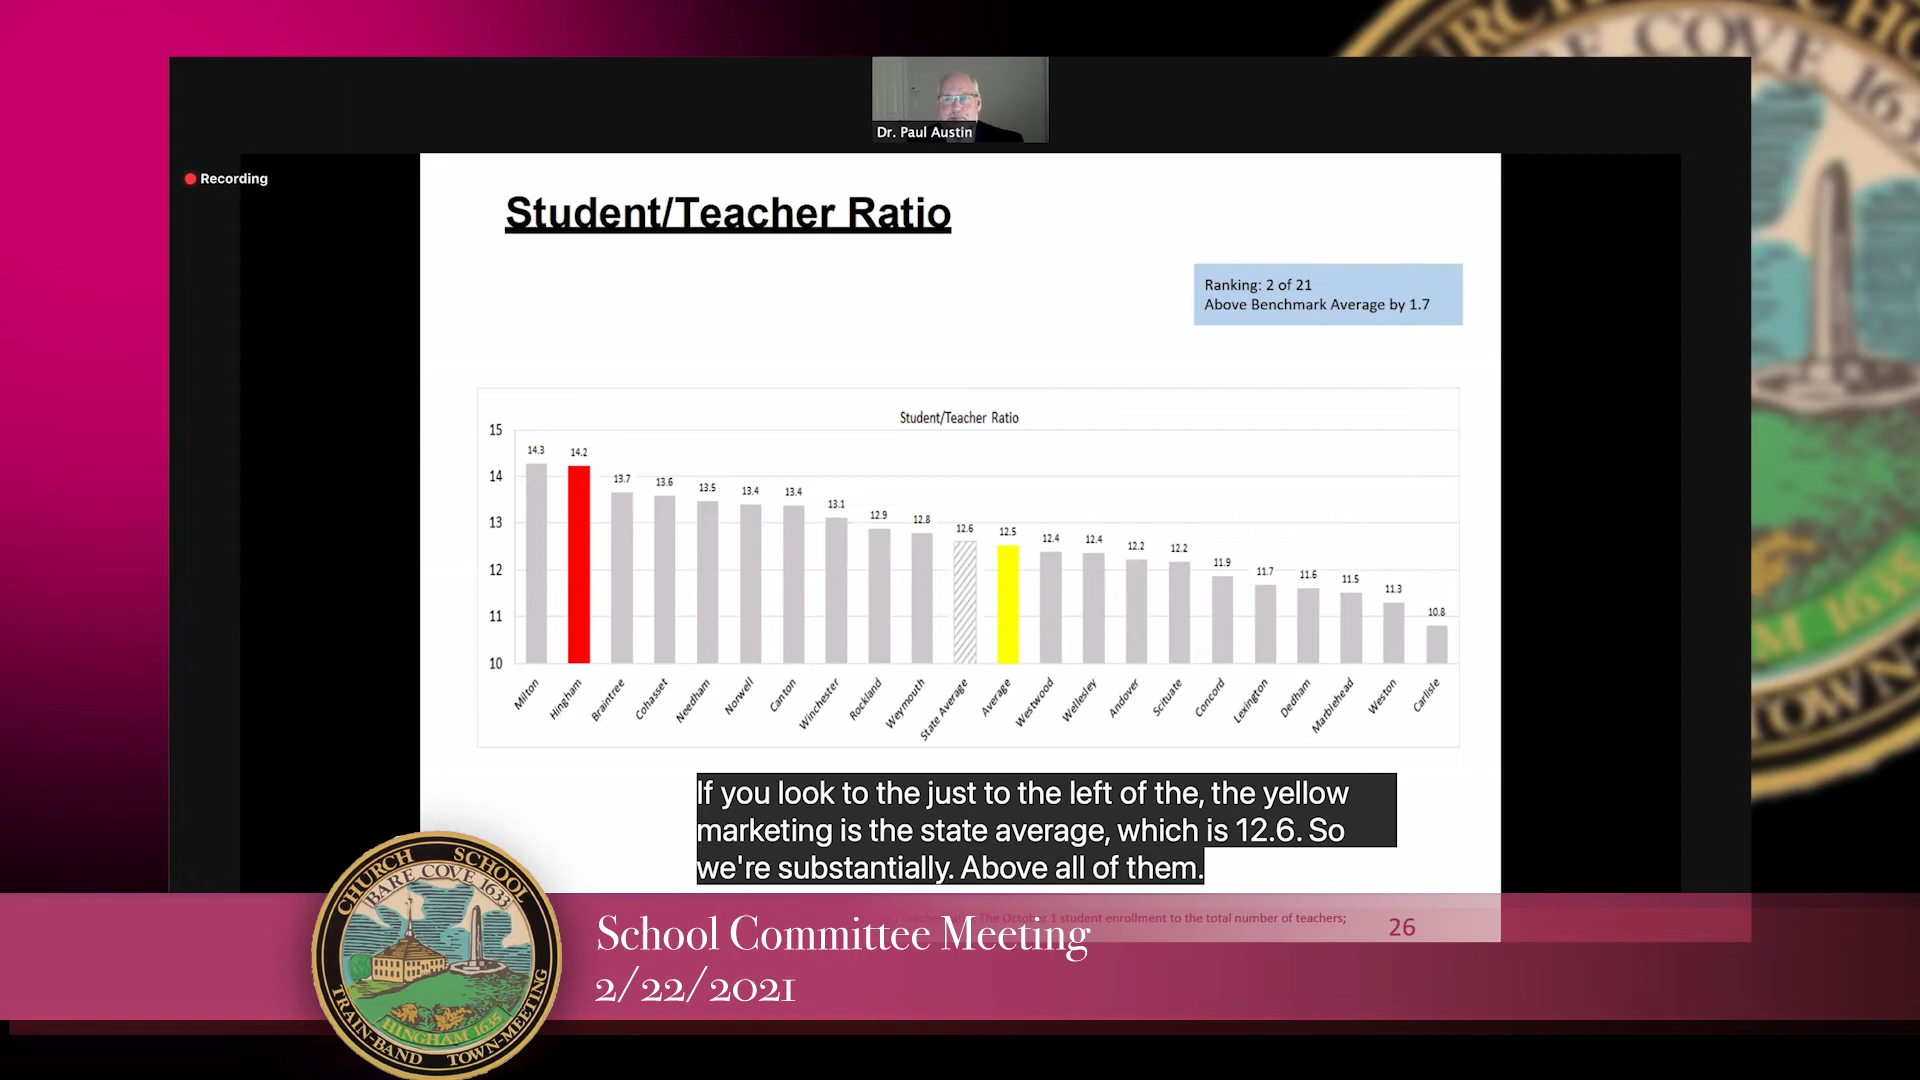 Dr. Paul Austin
Recording
Student/Teacher Ratio
Ranking: 2 of 21
Above Benchmark Average by 1.7
Student/Teacher Ratio
15
14
13
12
11
10
14.3
14.2
13.7
13.6
13.5
13.4
13.4
13.1
12.9
12.8
12.6
12.5
12.4
12.4
12.2
12.2
11.9
11.7
11.6
11.5
11.3
10.8
Milton
Hingham
Braintree
Cohasset
Needham
Norwell
Canton
Winchester
Rockland
Weymouth
State Average
Average
Westwood
Wellesley
Andover
Scituate
Concord
Lexington
Dedham
Marblehead
Weston
Carlisle
If you look to the just to the left of the, the yellow
marketing is the state average, which is 12.6. So
we're substantially. Above all of them.
The October 1 student enrollment to the total number of teachers;
26
School Committee Meeting
2/22/2021
CHURCH SCHOOL
BARE COVE 1633
HINGHAM 1635
TRAIN-BAND TOWN-MEETING